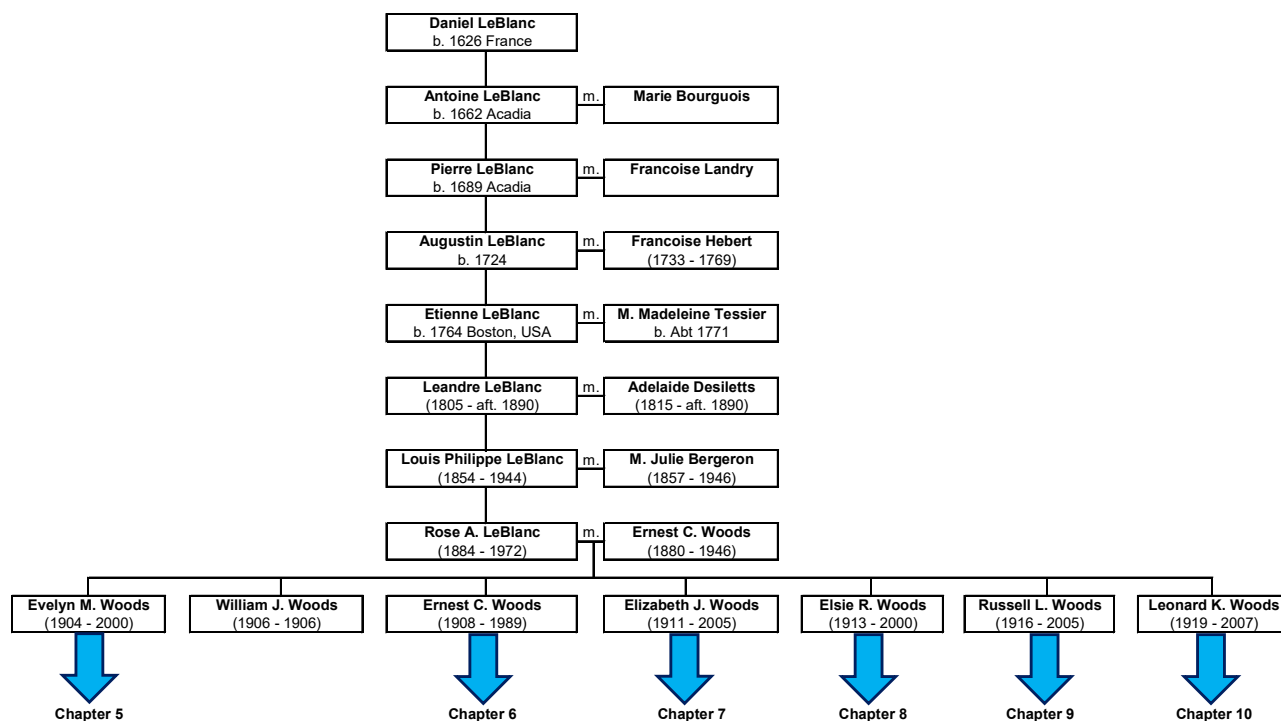 Daniel LeBlanc
b. 1626 France
Antoine LeBlanc
b. 1662 Acadia
m.
Marie Bourguois
Pierre LeBlanc
b. 1689 Acadia
m.
Francoise Landry
Augustin LeBlanc
b. 1724
m.
Francoise Hebert
(1733 - 1769)
Etienne LeBlanc
b. 1764 Boston, USA
m.
M. Madeleine Tessier
b. Abt 1771
Leandre LeBlanc
(1805 - aft. 1890)
m.
Adelaide Desiletts
(1815 - aft. 1890)
Louis Philippe LeBlanc
(1854 - 1944)
m.
M. Julie Bergeron
(1857 - 1946)
Rose A. LeBlanc
(1884 - 1972)
m.
Ernest C. Woods
(1880 - 1946)
Evelyn M. Woods
(1904 - 2000)
William J. Woods
(1906 - 1906)
Ernest C. Woods
(1908 - 1989)
Elizabeth J. Woods
(1911 - 2005)
Elsie R. Woods
(1913 - 2000)
Russell L. Woods
(1916 - 2005)
Leonard K. Woods
(1919 - 2007)
Chapter 5
Chapter 6
Chapter 7
Chapter 8
Chapter 9
Chapter 10